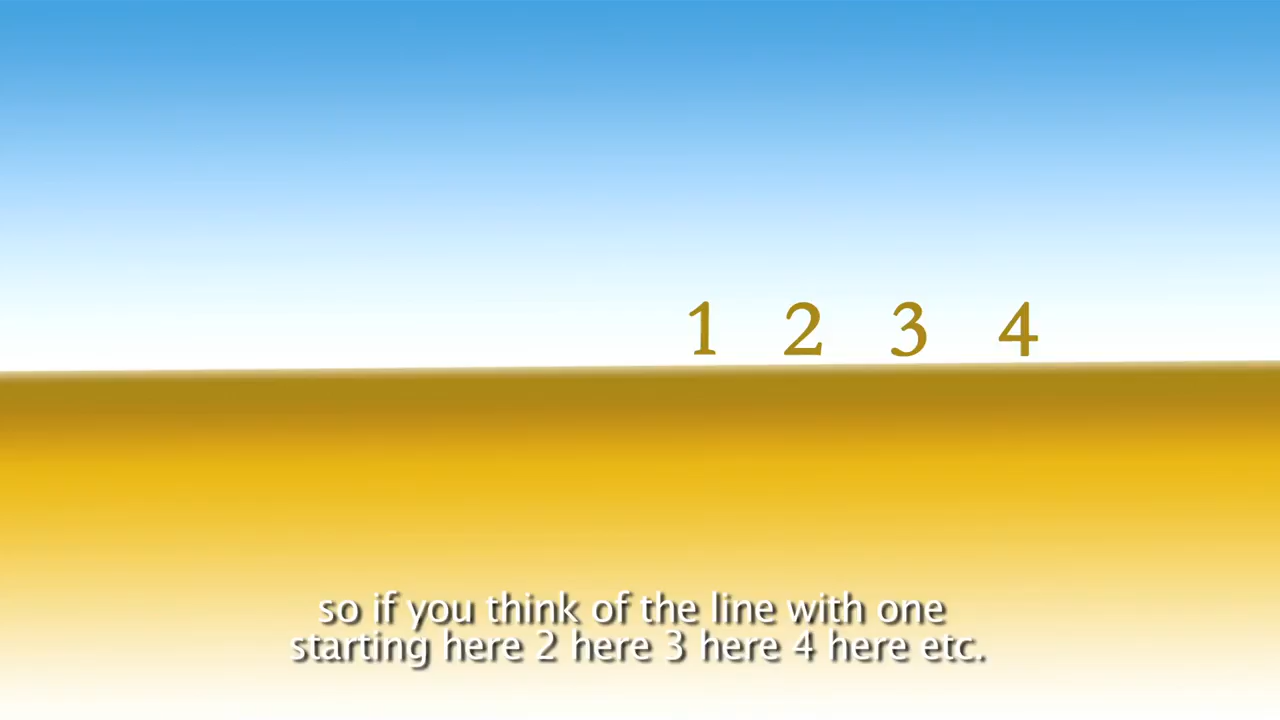 1 2 3 4
so if you think of the line with one
starting here 2 here 3 here 4 here etc.